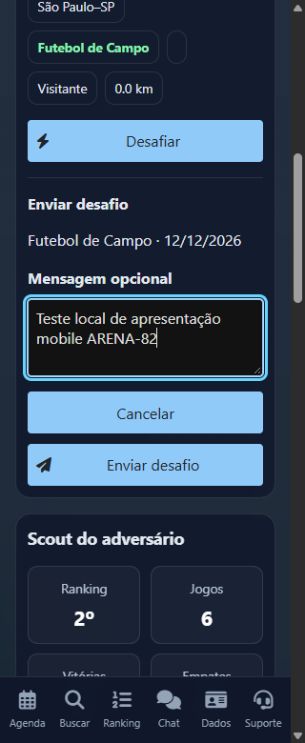 São Paulo–SP
Futebol de Campo
Visitante 0.0 km
Desafiar
Enviar desafio
Futebol de Campo · 12/12/2026
Mensagem opcional
Teste local de apresentação
mobile ARENA-82
Cancelar
Enviar desafio
Scout do adversário
Ranking Jogos
2º 6
Vitórias Empates
Agenda Buscar Ranking Chat Dados Suporte